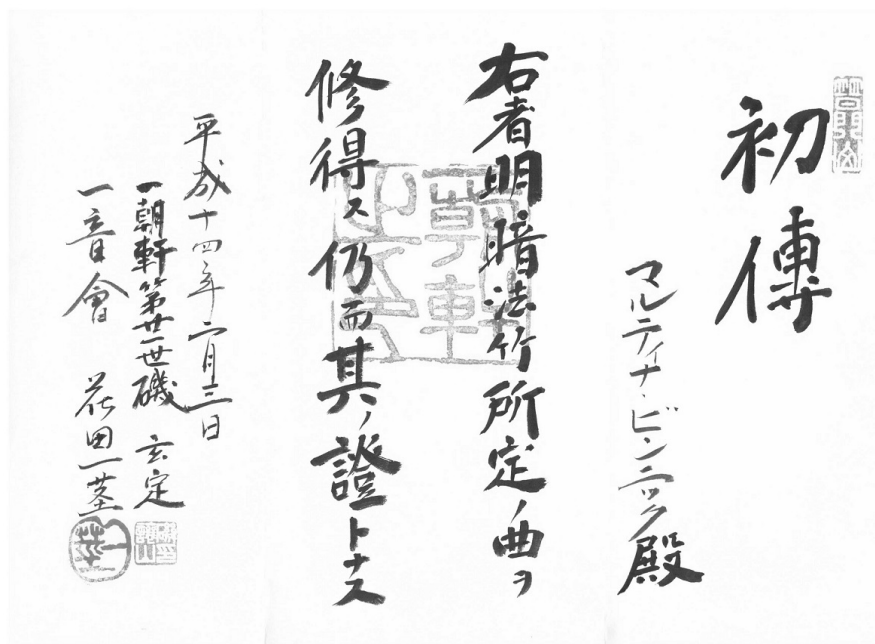 初傳
マルティナ・ビンニック殿
右者明暗法竹所定ノ曲ヲ
修得ス仍而其ノ證トナス
平成十四年二月三日
一朝軒第廿一世磯玄定
一音會 花田一莖